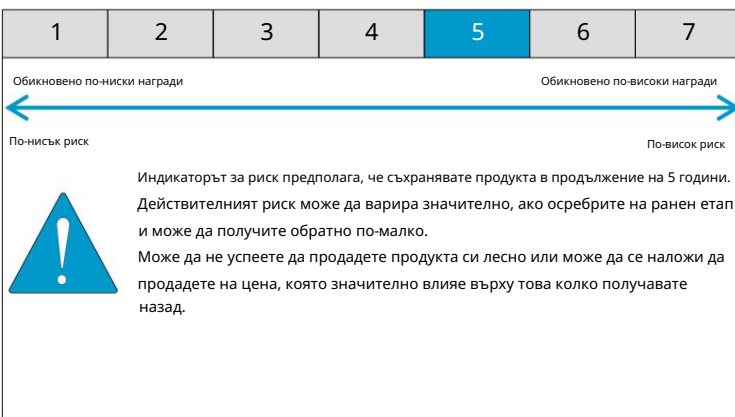 1 2 3 4 5 6 7
Обикновено по-ниски награди Обикновено по-високи награди
По-нисък риск По-висок риск
Индикаторът за риск предполага, че съхранявате продукта в продължение на 5 години.
Действителният риск може да варира значително, ако осребрите на ранен етап
и може да получите обратно по-малко.
Може да не успеете да продадете продукта си лесно или може да се наложи да
продадете на цена, която значително влияе върху това колко получавате
назад.